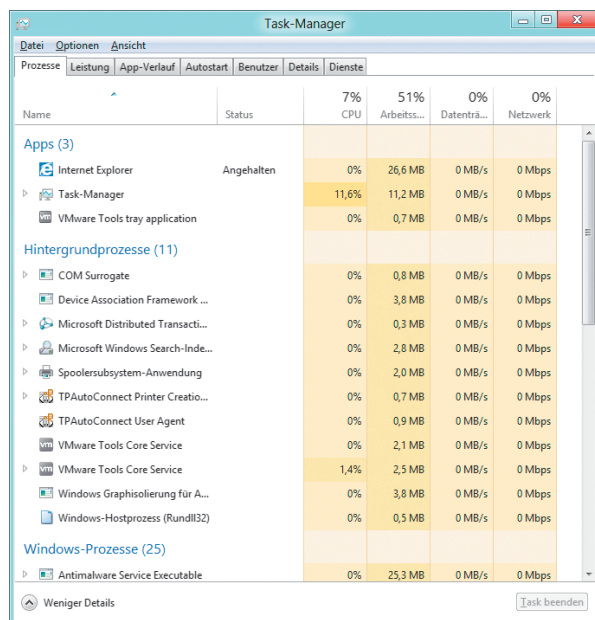 Task-Manager
Datei Optionen Ansicht
Prozesse Leistung App-Verlauf Autostart Benutzer Details Dienste
7% 51% 0% 0%
Name Status CPU Arbeitss... Datenträ... Netzwerk
Apps (3)
Internet Explorer Angehalten 0% 26,6 MB 0 MB/s 0 Mbps
Task-Manager 11,6% 11,2 MB 0 MB/s 0 Mbps
vm VMware Tools tray application 0% 0,7 MB 0 MB/s 0 Mbps
Hintergrundprozesse (11)
COM Surrogate 0% 0,8 MB 0 MB/s 0 Mbps
Device Association Framework ... 0% 3,8 MB 0 MB/s 0 Mbps
Microsoft Distributed Transacti... 0% 0,3 MB 0 MB/s 0 Mbps
Microsoft Windows Search-Inde... 0% 2,8 MB 0 MB/s 0 Mbps
Spoolersubsystem-Anwendung 0% 2,0 MB 0 MB/s 0 Mbps
TPAutoConnect Printer Creatio... 0% 0,7 MB 0 MB/s 0 Mbps
TPAutoConnect User Agent 0% 0,9 MB 0 MB/s 0 Mbps
vm VMware Tools Core Service 0% 2,1 MB 0 MB/s 0 Mbps
vm VMware Tools Core Service 1,4% 2,5 MB 0 MB/s 0 Mbps
Windows Graphisolierung für A... 0% 3,8 MB 0 MB/s 0 Mbps
Windows-Hostprozess (Rundll32) 0% 0,5 MB 0 MB/s 0 Mbps
Windows-Prozesse (25)
Antimalware Service Executable 0% 25,3 MB 0 MB/s 0 Mbps
Weniger Details Task beenden